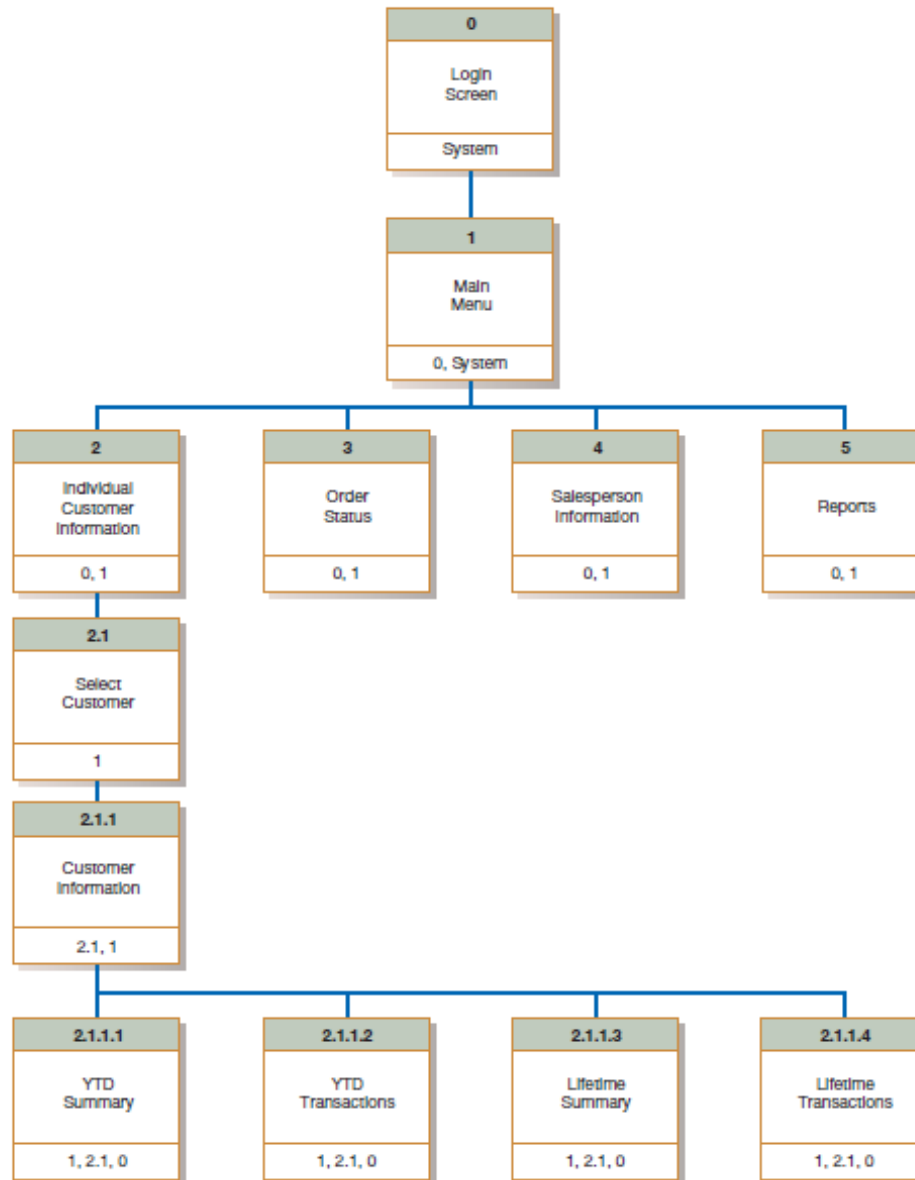 0
Login
Screen
System
1
Main
Menu
0, System
2
Individual
Customer
Information
0, 1
3
Order
Status
0, 1
4
Salesperson
Information
0, 1
5
Reports
0, 1
2.1
Select
Customer
1
2.1.1
Customer
Information
2.1, 1
2.1.1.1
YTD
Summary
1, 2.1, 0
2.1.1.2
YTD
Transactions
1, 2.1, 0
2.1.1.3
Lifetime
Summary
1, 2.1, 0
2.1.1.4
Lifetime
Transactions
1, 2.1, 0